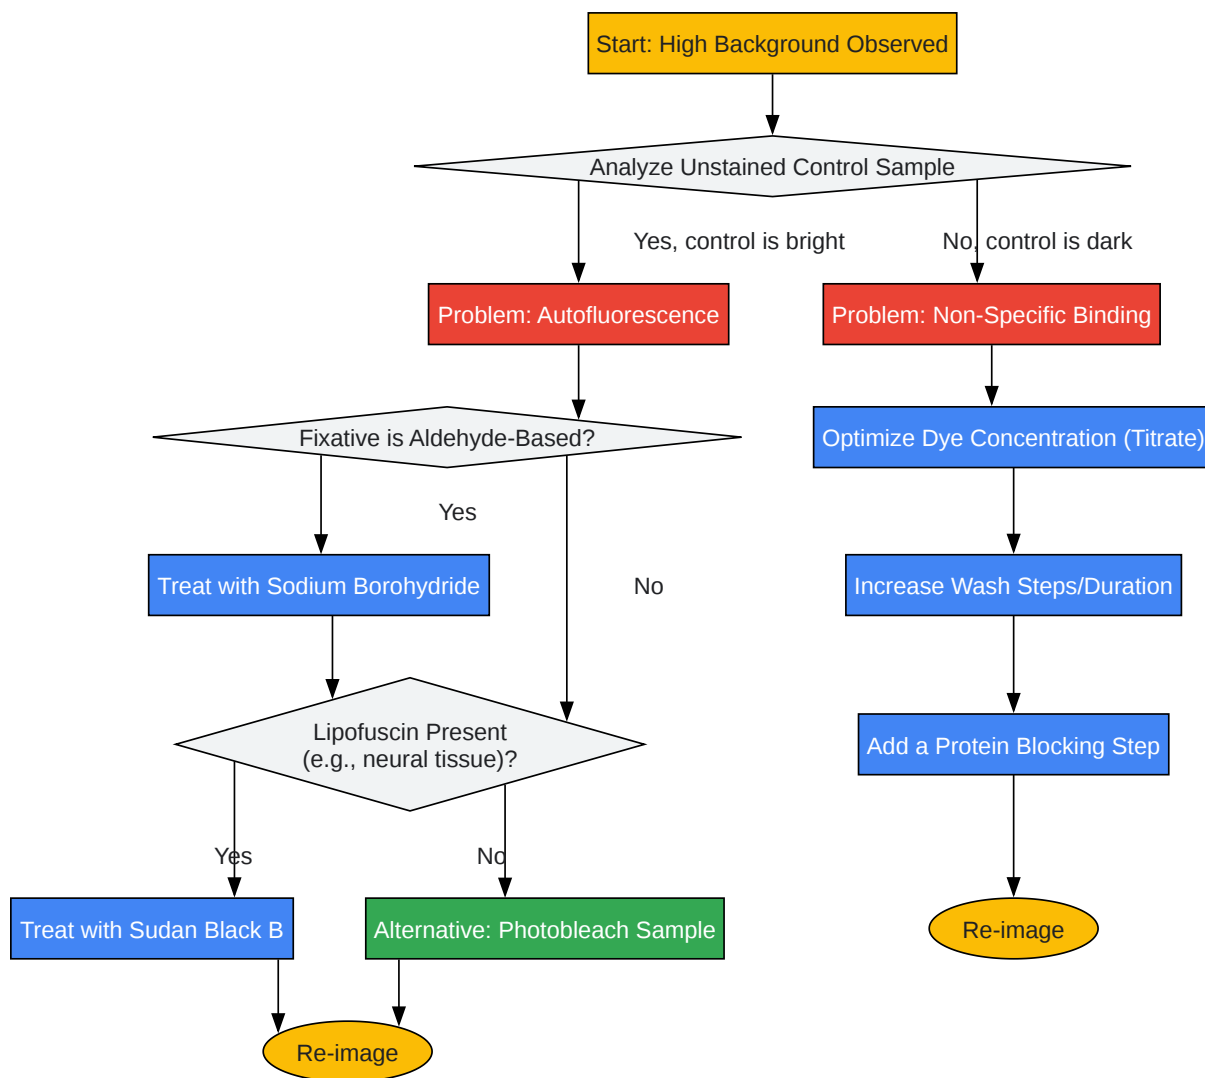 Start: High Background Observed
Analyze Unstained Control Sample
Yes, control is bright
No, control is dark
Problem: Autofluorescence
Problem: Non-Specific Binding
Fixative is Aldehyde-Based?
Optimize Dye Concentration (Titrate)
Yes
Treat with Sodium Borohydride
No
Increase Wash Steps/Duration
Lipofuscin Present
(e.g., neural tissue)?
Add a Protein Blocking Step
Yes
No
Treat with Sudan Black B
Alternative: Photobleach Sample
Re-image
Re-image